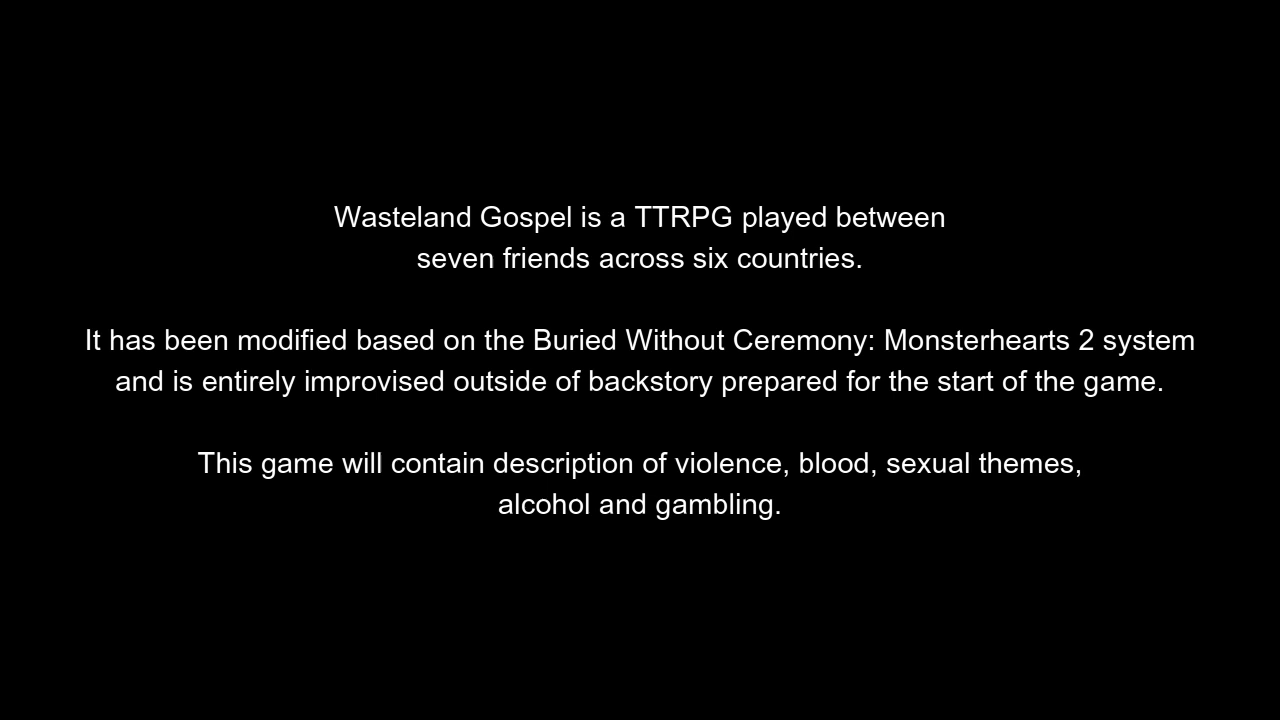 Wasteland Gospel is a TTRPG played between
seven friends across six countries.
It has been modified based on the Buried Without Ceremony: Monsterhearts 2 system
and is entirely improvised outside of backstory prepared for the start of the game.
This game will contain description of violence, blood, sexual themes,
alcohol and gambling.